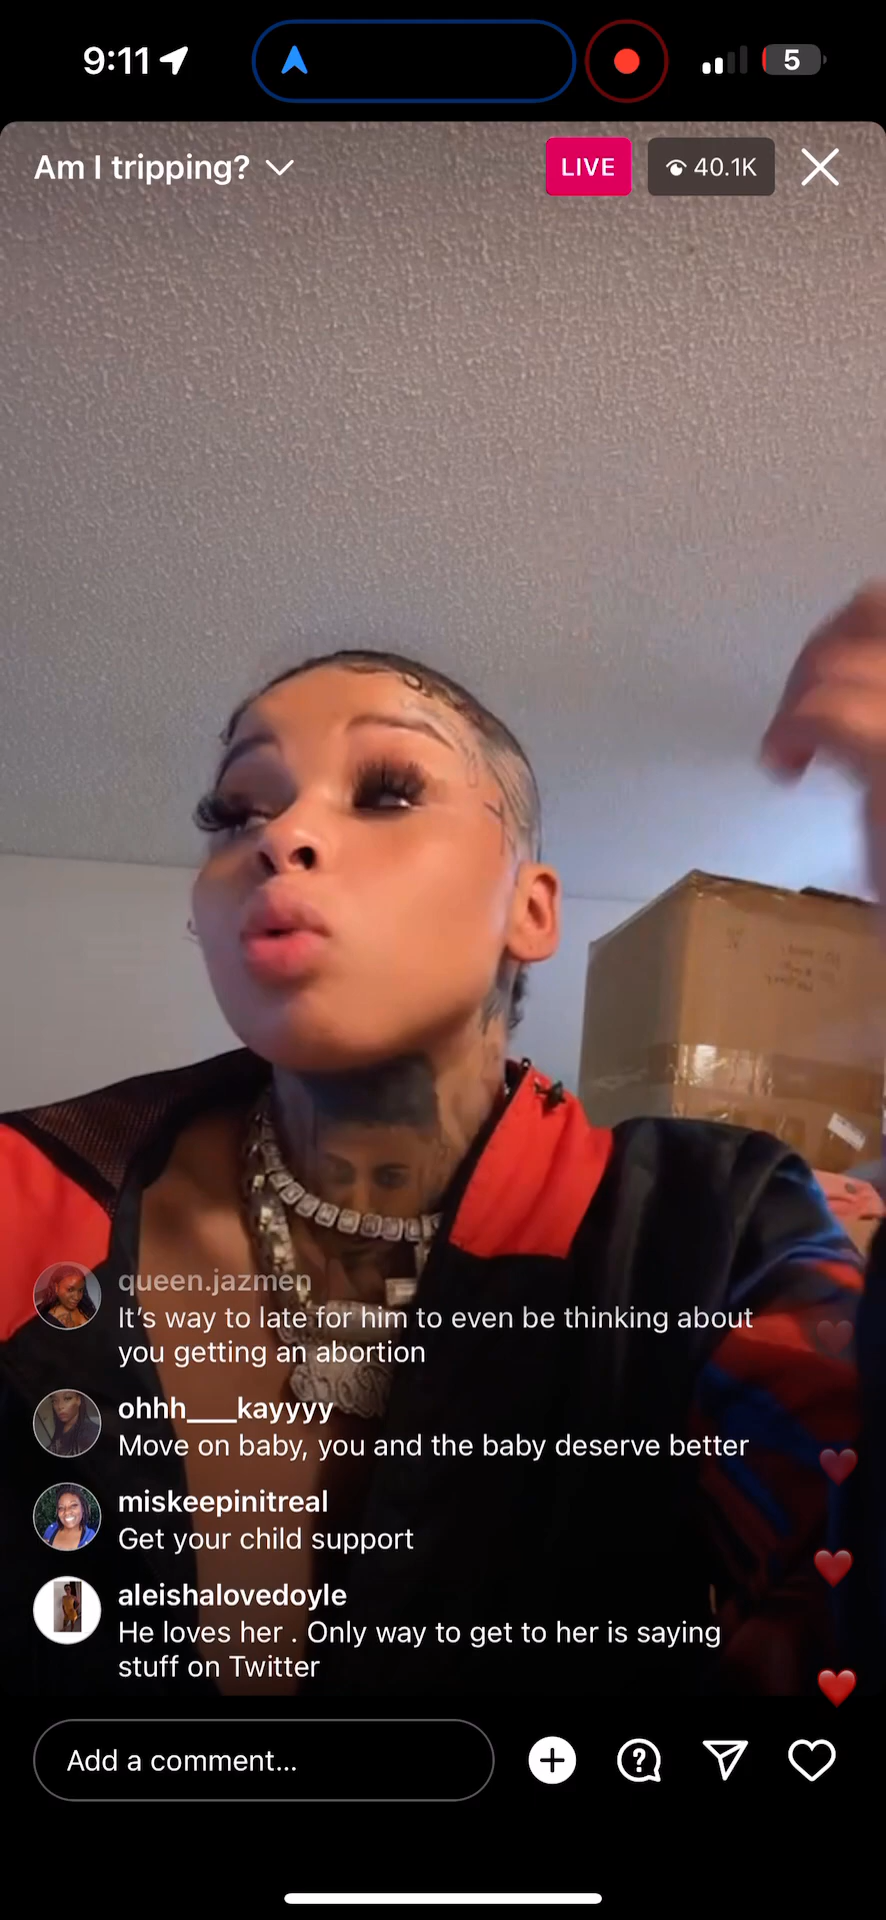 9:11
5
Am I tripping?
LIVE
40.1K
queen.jazmen
It's way to late for him to even be thinking about
you getting an abortion
ohhh___kayyyy
Move on baby, you and the baby deserve better
miskeepinitreal
Get your child support
aleishalovedoyle
He loves her . Only way to get to her is saying
stuff on Twitter
Add a comment...